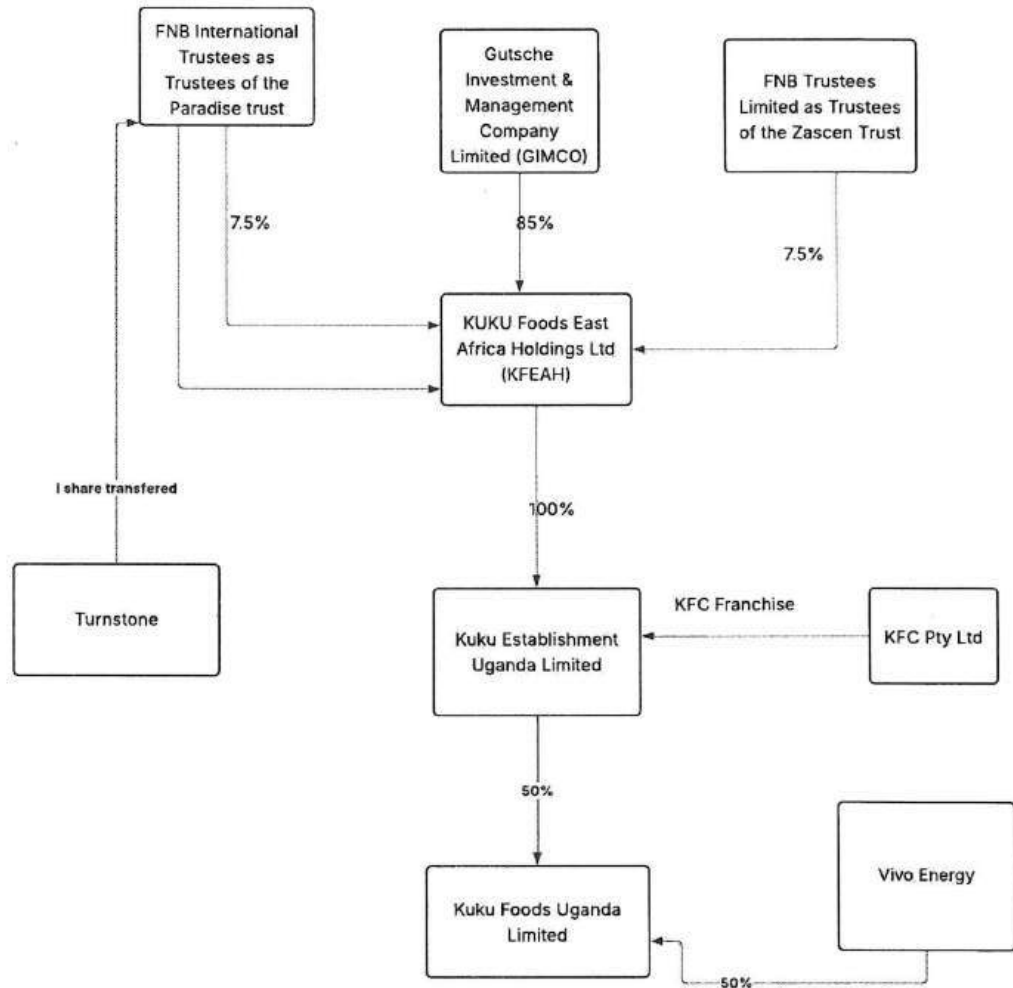 FNB International
Trustees as
Trustees of the
Paradise trust
Gutsche
Investment &
Management
Company
Limited (GIMCO)
FNB Trustees
Limited as Trustees
of the Zascen Trust
7.5%
85%
7.5%
KUKU Foods East
Africa Holdings Ltd
(KFEAH)
I share transfered
100%
Turnstone
Kuku Establishment
Uganda Limited
KFC Franchise
KFC Pty Ltd
50%
Vivo Energy
Kuku Foods Uganda
Limited
50%